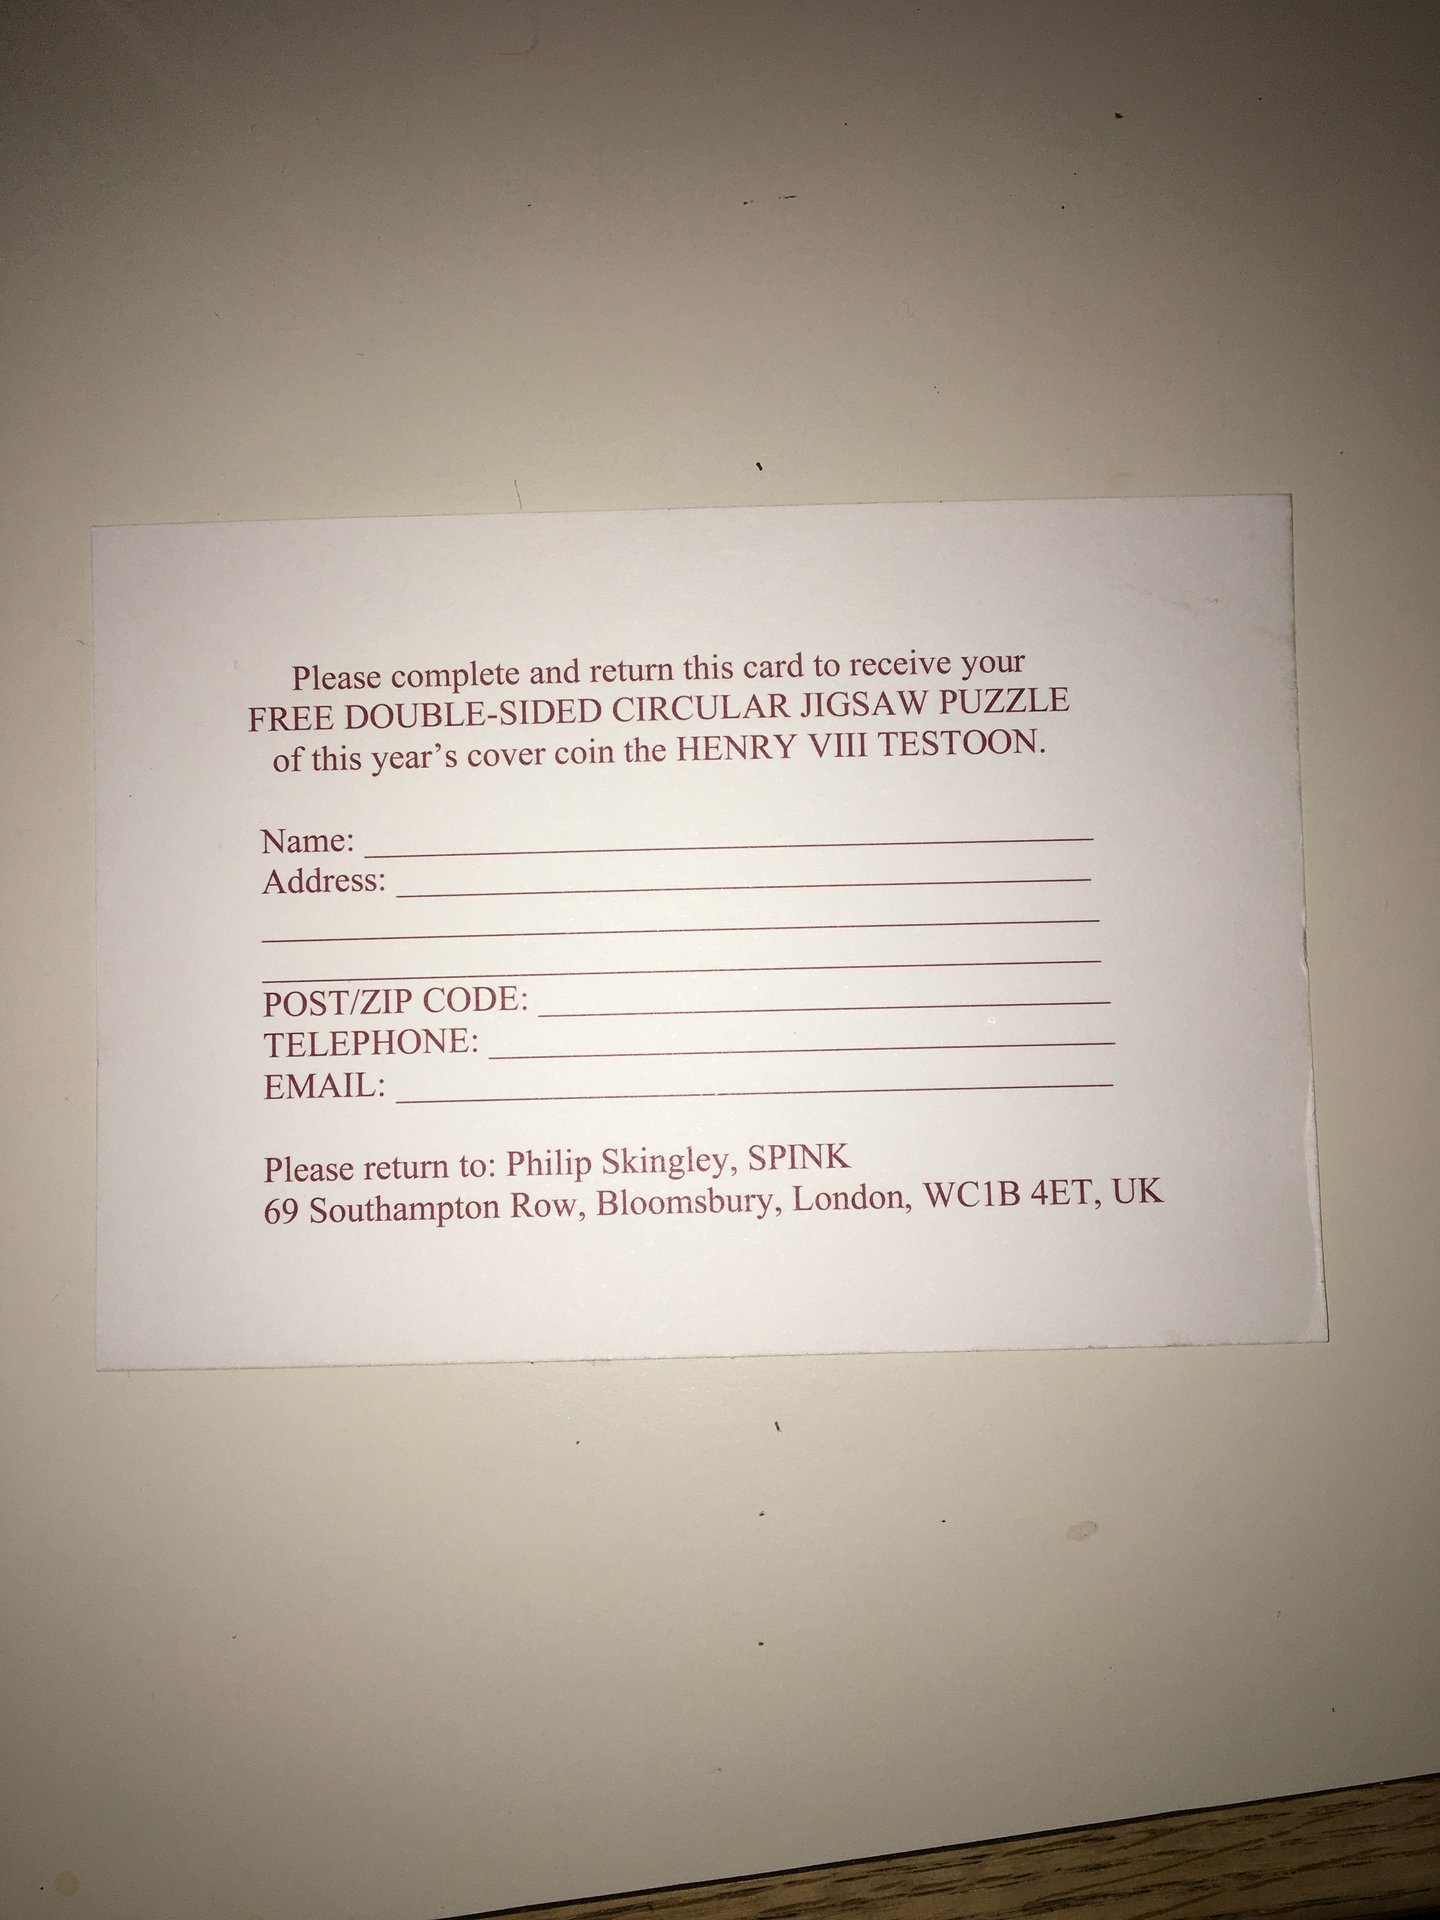 Please complete and return this card to receive your
FREE DOUBLE-SIDED CIRCULAR JIGSAW PUZZLE
of this year's cover coin the HENRY VIII TESTOON.
Name:
Address:
POST/ZIP CODE:
TELEPHONE:
EMAIL:
Please return to: Philip Skingley, SPINK
69 Southampton Row, Bloomsbury, London, WC1B 4ET, UK